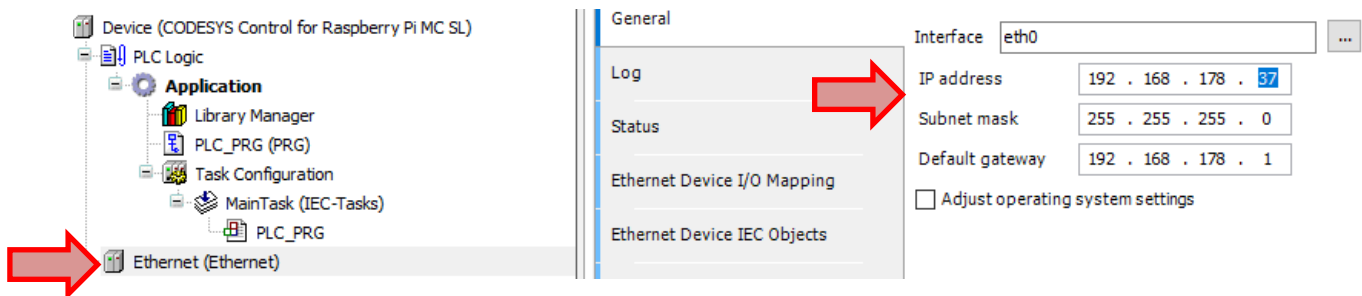 Device (CODESYS Control for Raspberry Pi MC SL)
PLC Logic
Application
Library Manager
PLC_PRG (PRG)
Task Configuration
MainTask (IEC-Tasks)
PLC_PRG
Ethernet (Ethernet)
General
Log
Status
Ethernet Device I/O Mapping
Ethernet Device IEC Objects
Interface eth0 ...
IP address 192 . 168 . 178 . 37
Subnet mask 255 . 255 . 255 . 0
Default gateway 192 . 168 . 178 . 1
Adjust operating system settings